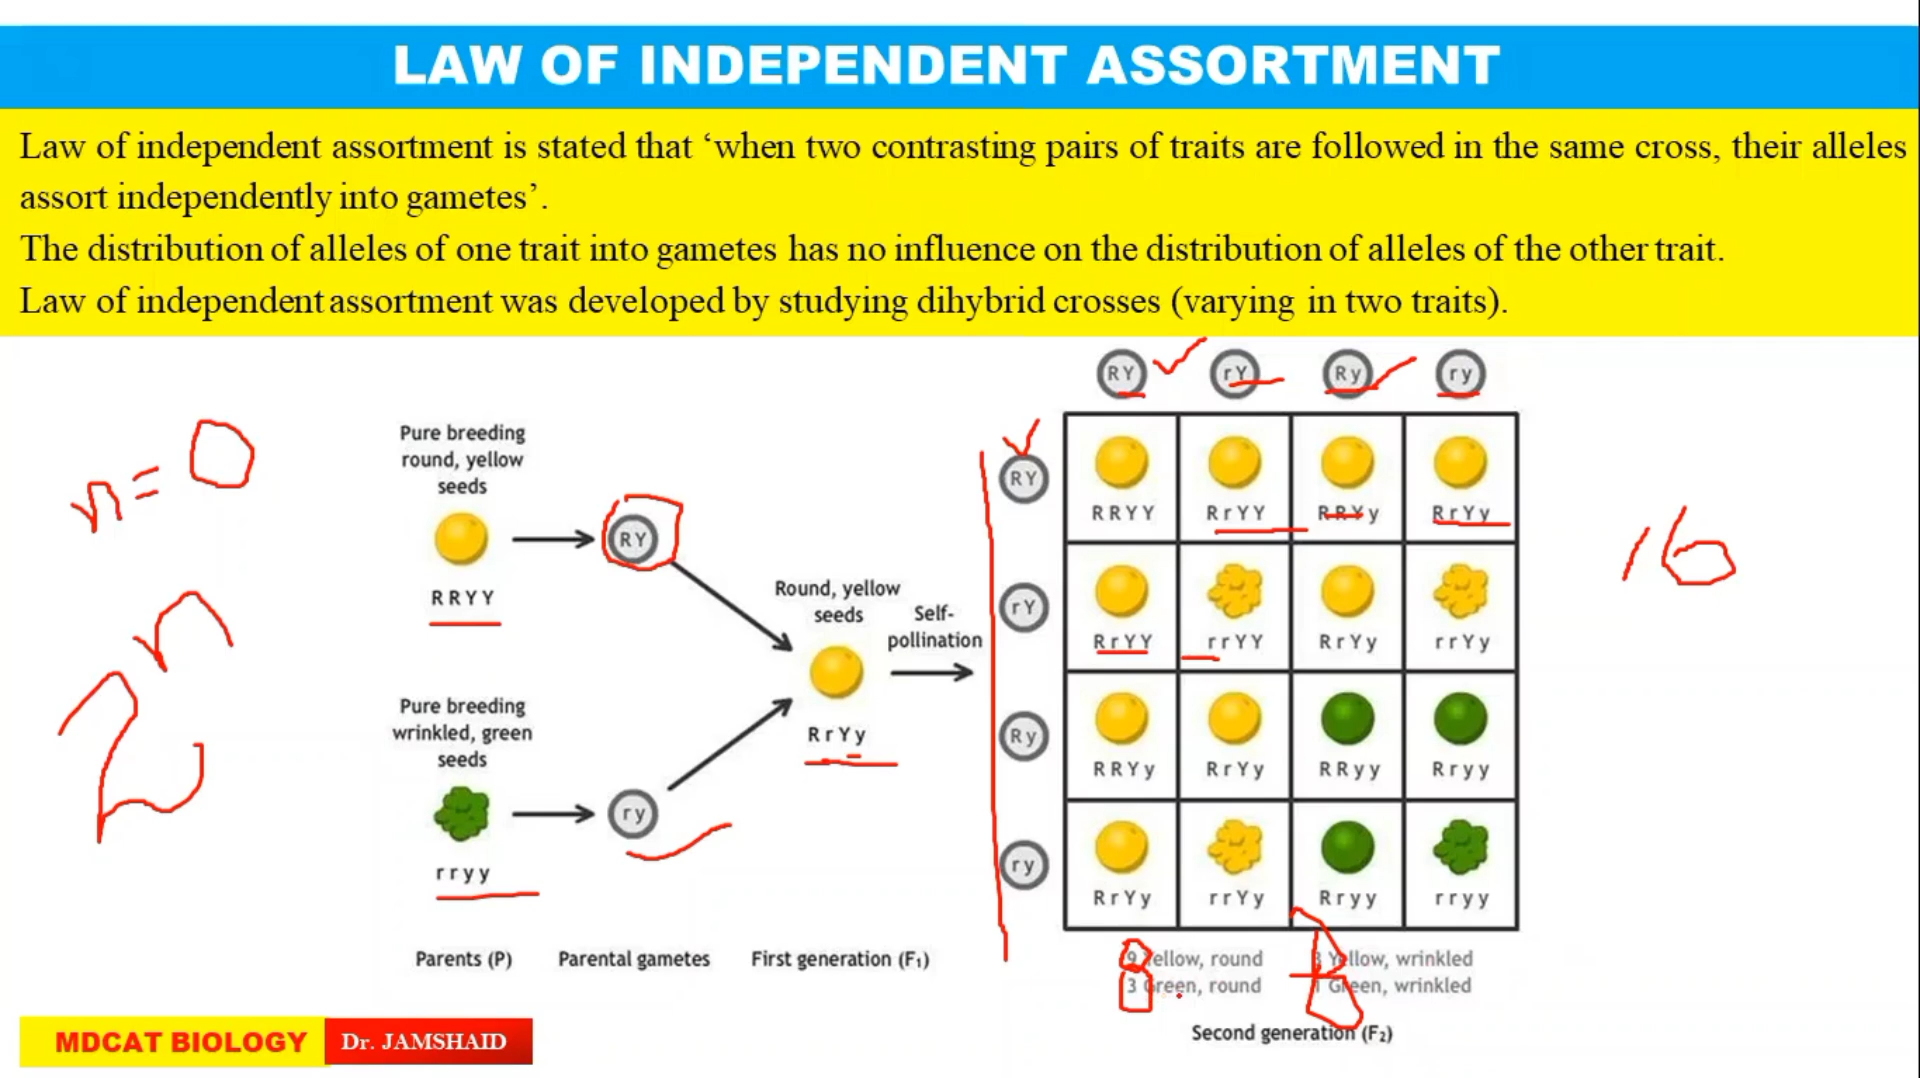 LAW OF INDEPENDENT ASSORTMENT
Law of independent assortment is stated that ‘when two contrasting pairs of traits are followed in the same cross, their alleles
assort independently into gametes’.
The distribution of alleles of one trait into gametes has no influence on the distribution of alleles of the other trait.
Law of independent assortment was developed by studying dihybrid crosses (varying in two traits).
n=
2n
Pure breeding
round, yellow
seeds
RRYY
RY
Pure breeding
wrinkled, green
seeds
rryy
ry
Round, yellow
seeds
RrYy
Self-
pollination
RY rY Ry ry
RY
RRYY RrYY RRYy RrYy
rY
RrYY rrYY RrYy rrYy
Ry
RRYy RrYy RRyy Rryy
ry
RrYy rrYy Rryy rryy
16
Parents (P) Parental gametes First generation (F₁)
9 Yellow, round 3 Yellow, wrinkled
3 Green, round 1 Green, wrinkled
Second generation (F₂)
MDCAT BIOLOGY Dr. JAMSHAID